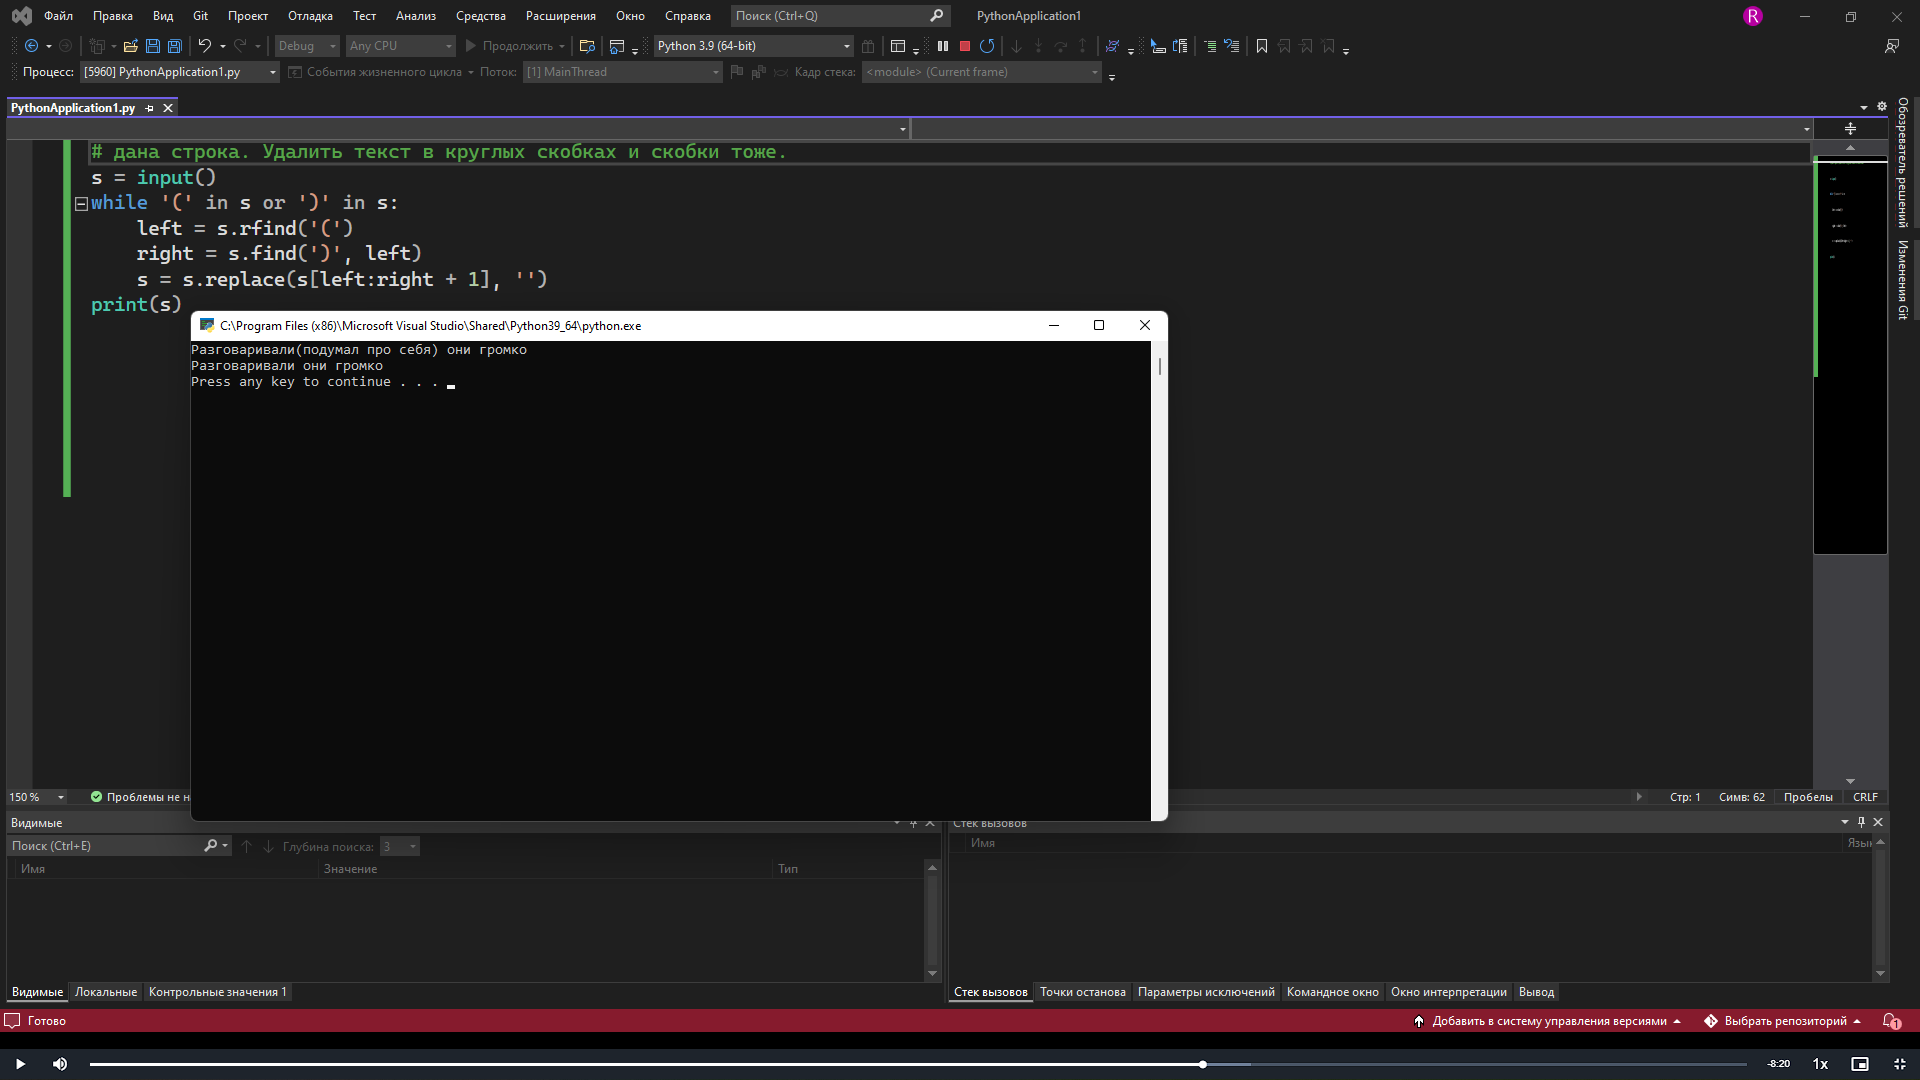 Файл Правка Вид Git Проект Отладка Тест Анализ Средства Расширения Окно Справка Поиск (Ctrl+Q) PythonApplication1 R
Debug Any CPU Продолжить Python 3.9 (64-bit)
Процесс: [5960] PythonApplication1.py События жизненного цикла Поток: [1] MainThread Кадр стека: <module> (Current frame)
PythonApplication1.py
# дана строка. Удалить текст в круглых скобках и скобки тоже.
s = input()
while '(' in s or ')' in s:
    left = s.rfind('(')
    right = s.find(')', left)
    s = s.replace(s[left:right + 1], '')
print(s)
C:\Program Files (x86)\Microsoft Visual Studio\Shared\Python39_64\python.exe
Разговаривали(подумал про себя) они громко
Разговаривали они громко
Press any key to continue . . .
Обозреватель решений
Изменения Git
150 % Проблемы не н Стр: 1 Симв: 62 Пробелы CRLF
Видимые
Поиск (Ctrl+E) Глубина поиска: 3
Имя Значение Тип
Видимые Локальные Контрольные значения 1
Стек вызовов
Имя Язык
Стек вызовов Точки останова Параметры исключений Командное окно Окно интерпретации Вывод
Готово Добавить в систему управления версиями Выбрать репозиторий 1
-8:20 1x